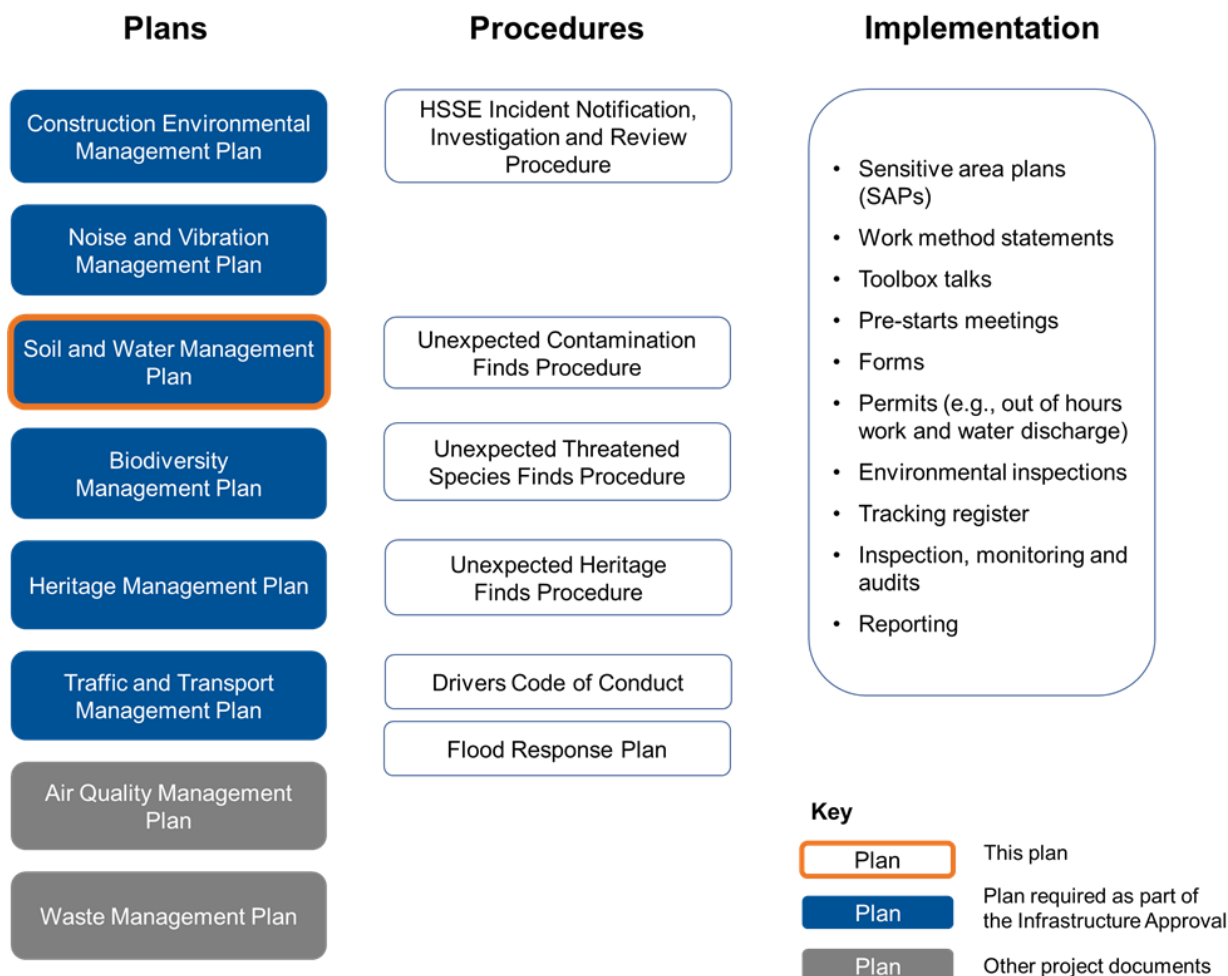 Plans
Construction Environmental
Management Plan
Noise and Vibration
Management Plan
Soil and Water Management
Plan
Biodiversity
Management Plan
Heritage Management Plan
Traffic and Transport
Management Plan
Air Quality Management
Plan
Waste Management Plan
Procedures
HSSE Incident Notification,
Investigation and Review
Procedure
Unexpected Contamination
Finds Procedure
Unexpected Threatened
Species Finds Procedure
Unexpected Heritage
Finds Procedure
Drivers Code of Conduct
Flood Response Plan
Implementation
• Sensitive area plans
(SAPs)
• Work method statements
• Toolbox talks
• Pre-starts meetings
• Forms
• Permits (e.g., out of hours
work and water discharge)
• Environmental inspections
• Tracking register
• Inspection, monitoring and
audits
• Reporting
Key
Plan
This plan
Plan
Plan required as part of
the Infrastructure Approval
Plan
Other project documents